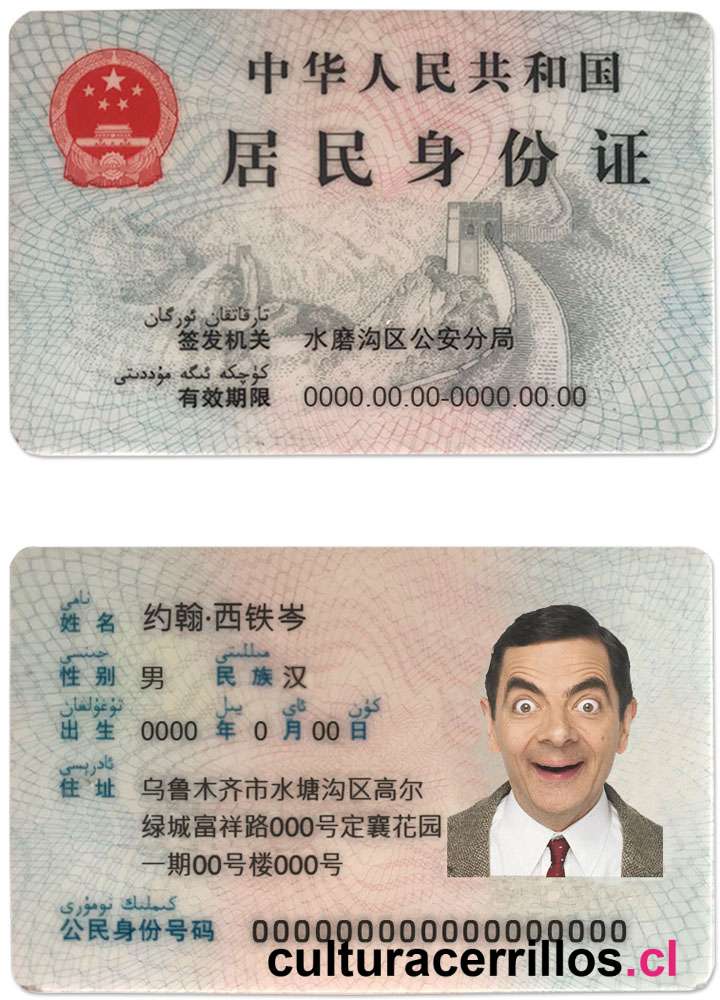 中华人民共和国
居民身份证
تارقاتقان ئورگان
签发机关 水磨沟区公安分局
كۈچكە ئىگە مۇددىتى
有效期限 0000.00.00-0000.00.00
نامى
姓名 约翰·西铁岑
جىنسى مىللىتى
性别 男 民族 汉
تۇغۇلغان يىل ئاي كۈن
出生 0000 年 0 月 00 日
ئادرېسى
住址 乌鲁木齐市水塘沟区高尔
绿城富祥路000号定襄花园
一期00号楼000号
كىملىك نومۇرى
公民身份号码 000000000000000000
culturacerrillos.cl